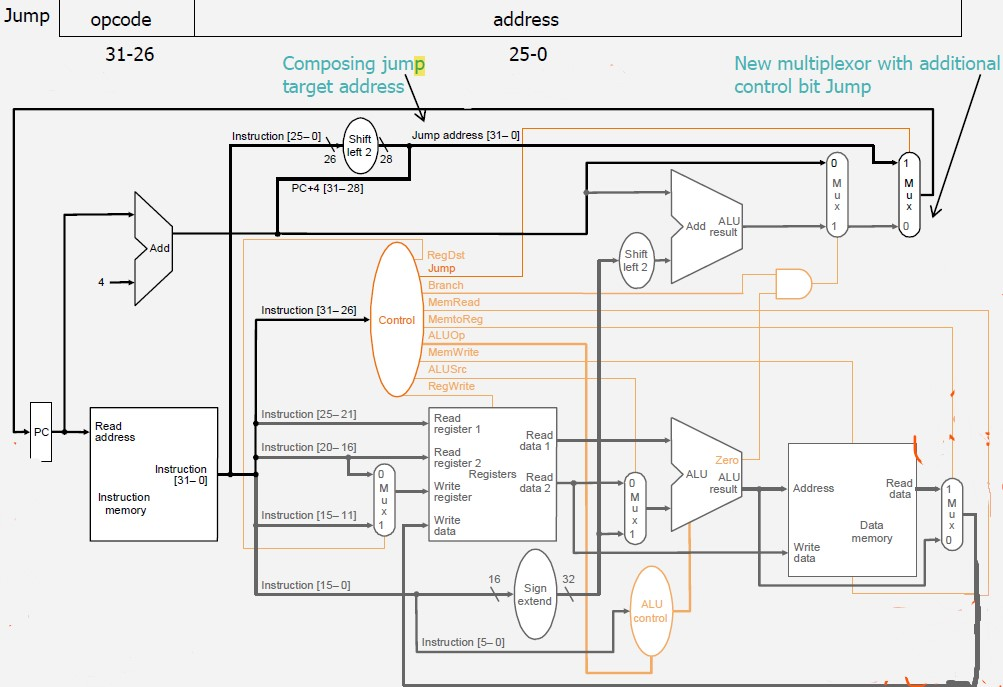 Jump
opcode
address
31-26
25-0
Composing jump
target address
New multiplexor with additional
control bit Jump
Instruction [25–0]
26
Shift
left 2
28
Jump address [31–0]
PC+4 [31–28]
Add
4
0
M
u
x
1
1
M
u
x
0
Add
ALU
result
Shift
left 2
RegDst
Jump
Branch
MemRead
MemtoReg
ALUOp
MemWrite
ALUSrc
RegWrite
Control
Instruction [31–26]
PC
Read
address
Instruction
[31–0]
Instruction
memory
Instruction [25–21]
Instruction [20–16]
Instruction [15–11]
Instruction [15–0]
Instruction [5–0]
0
M
u
x
1
Read
register 1
Read
register 2
Write
register
Write
data
Registers
Read
data 1
Read
data 2
0
M
u
x
1
Zero
ALU
ALU
result
Address
Write
data
Read
data
Data
memory
1
M
u
x
0
16
Sign
extend
32
ALU
control